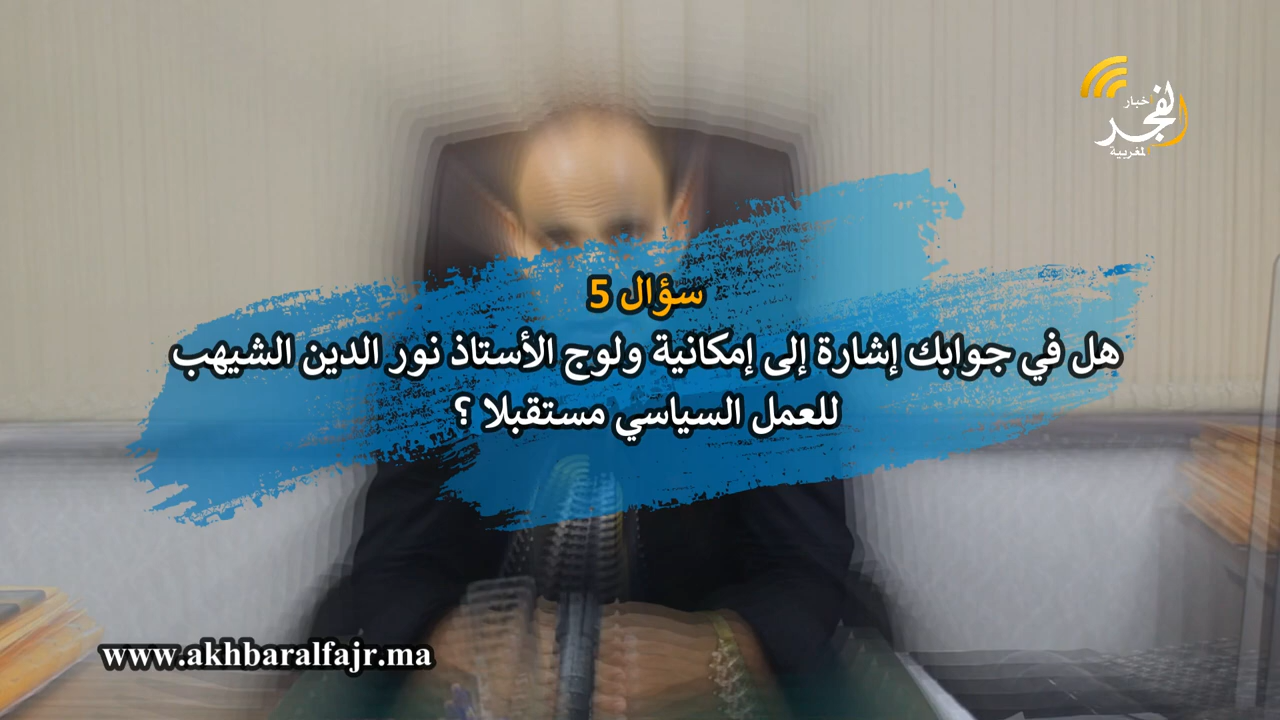 اخبار
الفجر
المغربية
سؤال 5
هل في جوابك إشارة إلى إمكانية ولوج الأستاذ نور الدين الشيهب
للعمل السياسي مستقبلا ؟
www.akhbaralfajr.ma